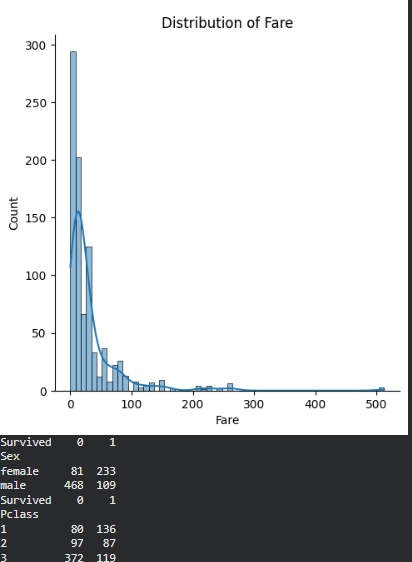 Distribution of Fare
300
250
200
150
100
50
0
Count
0 100 200 300 400 500
Fare
Survived 0 1
Sex
female 81 233
male 468 109
Survived 0 1
Pclass
1 80 136
2 97 87
3 372 119